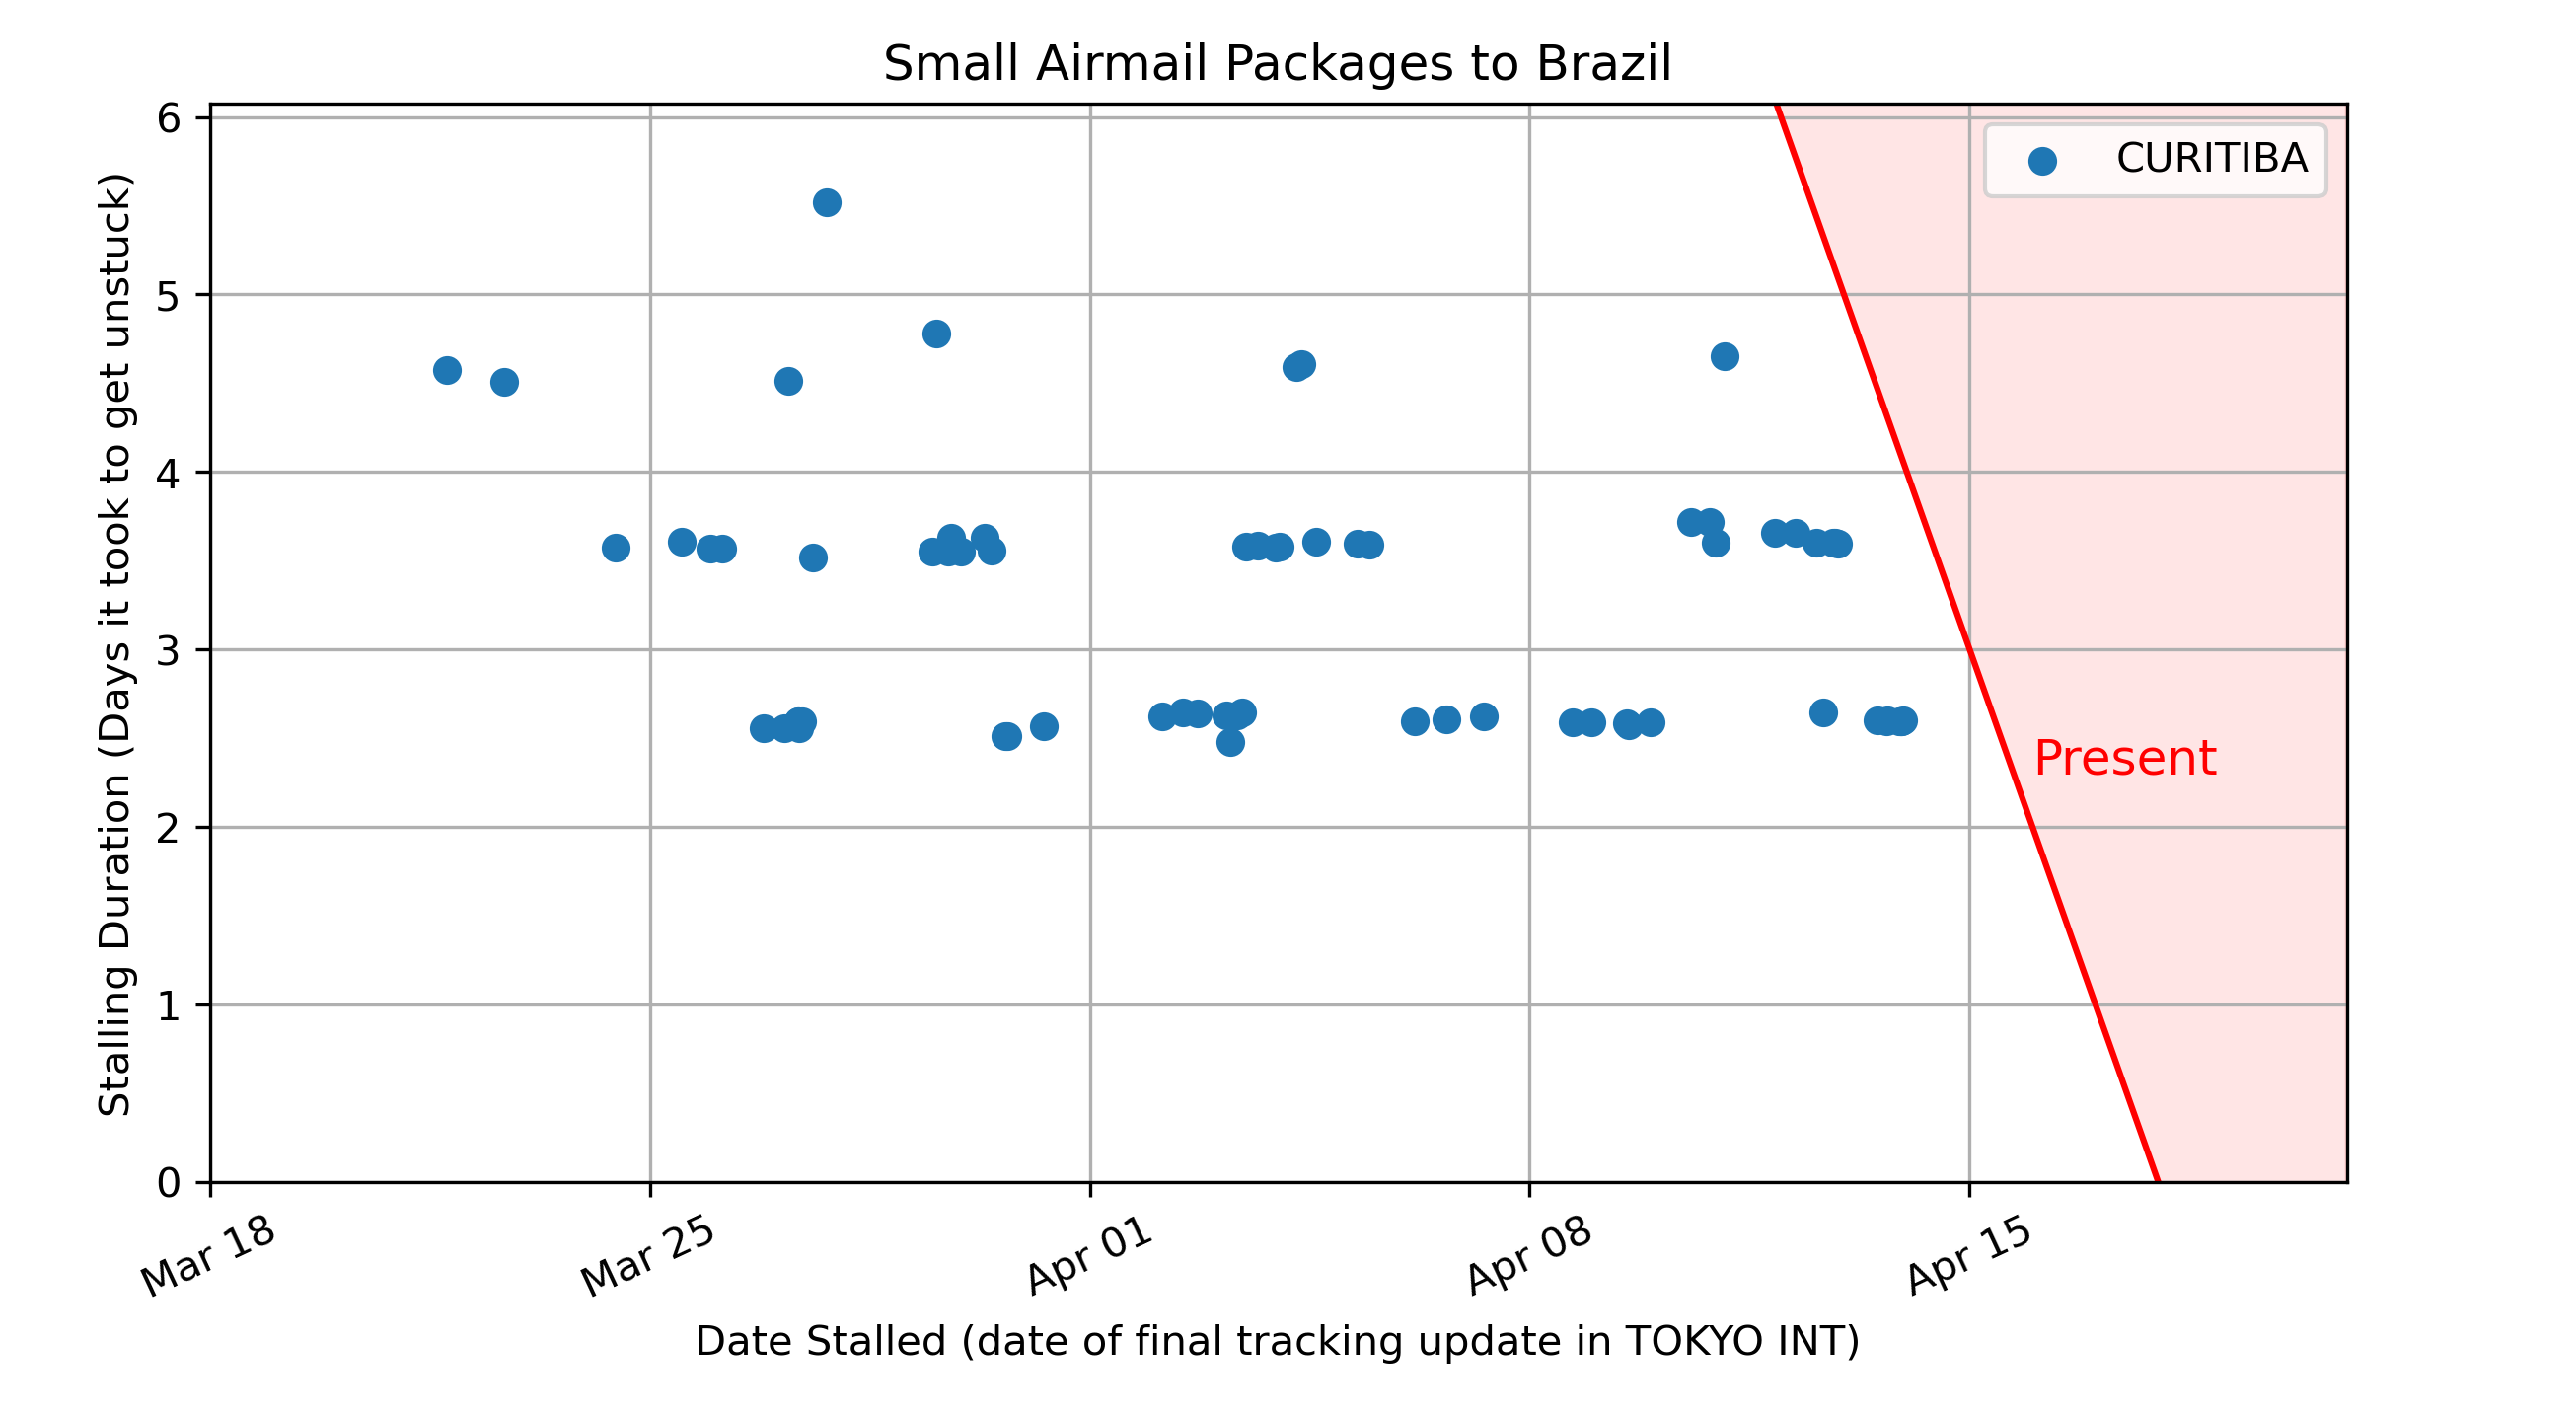 Small Airmail Packages to Brazil
Stalling Duration (Days it took to get unstuck)
6
5
4
3
2
1
0
CURITIBA
Present
Mar 18
Mar 25
Apr 01
Apr 08
Apr 15
Date Stalled (date of final tracking update in TOKYO INT)